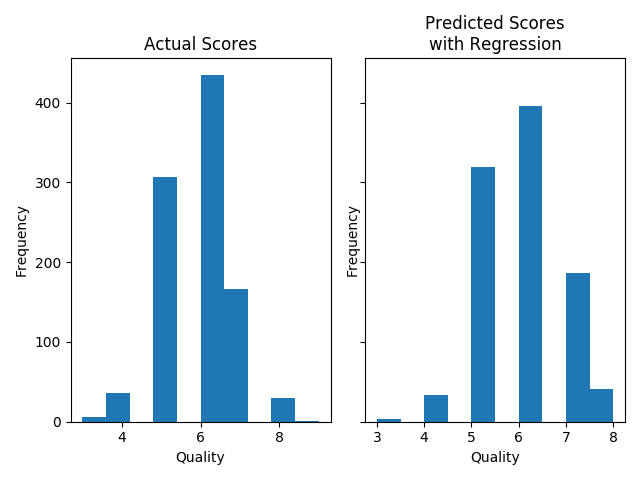 Actual Scores
Frequency
400
300
200
100
0
4 6 8
Quality
Predicted Scores
with Regression
Frequency
3 4 5 6 7 8
Quality